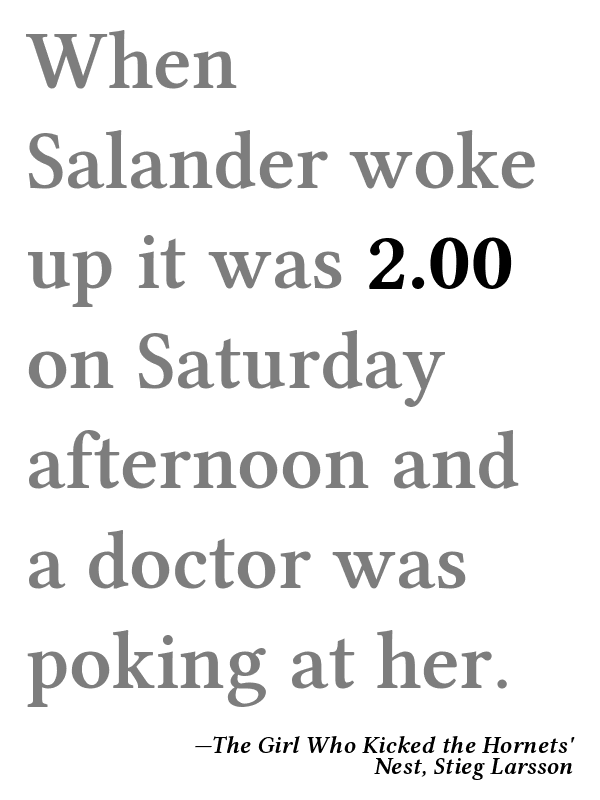 When
Salander woke
up it was 2.00
on Saturday
afternoon and
a doctor was
poking at her.
—The Girl Who Kicked the Hornets'
Nest, Stieg Larsson